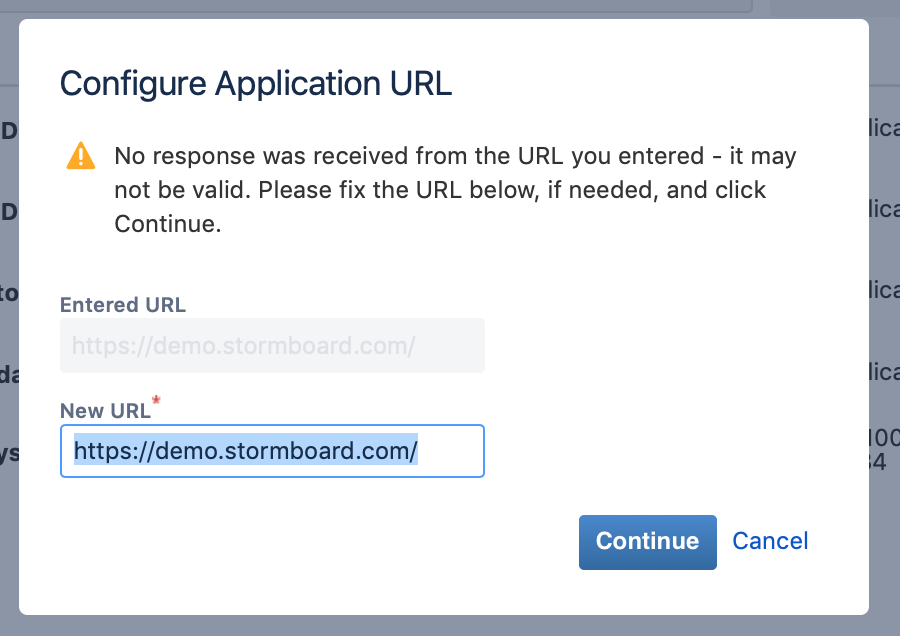 Configure Application URL
No response was received from the URL you entered - it may
not be valid. Please fix the URL below, if needed, and click
Continue.
Entered URL
https://demo.stormboard.com/
New URL*
https://demo.stormboard.com/
Continue Cancel